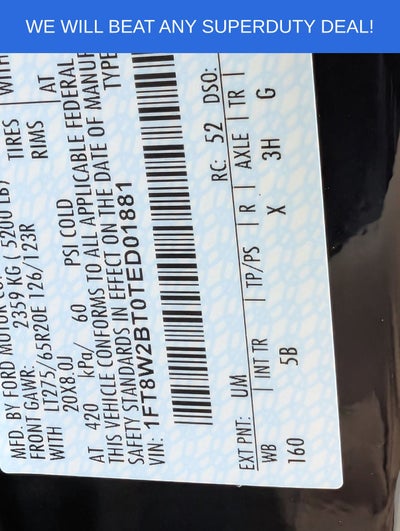 WE WILL BEAT ANY SUPERDUTY DEAL!
MFD. BY FORD MOTOR CO.
FRONT GAWR: 2359 KG ( 5200 LB)
WITH LT275/65R20E 126/123R TIRES WITH
20X8.0J RIMS
AT 420 kPa/ 60 PSI COLD AT
THIS VEHICLE CONFORMS TO ALL APPLICABLE FEDERAL
SAFETY STANDARDS IN EFFECT ON THE DATE OF MANUF
VIN: 1FT8W2BT0TED01881 TYPE
EXT PNT: UM RC: 52 DSO:
WB INT TR TP/PS R AXLE TR
160 5B X 3H G